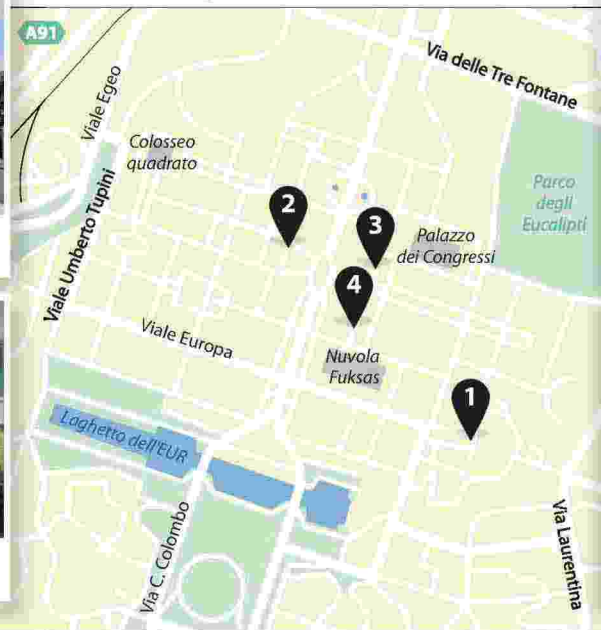 A91
Via delle Tre Fontane
Viale Egeo
Colosseo
quadrato
Parco
degli
Eucalipti
2
3
Palazzo
dei Congressi
Viale Umberto Tupini
4
Viale Europa
Nuvola
Fuksas
1
Laghetto dell'EUR
Via C. Colombo
Via Laurentina